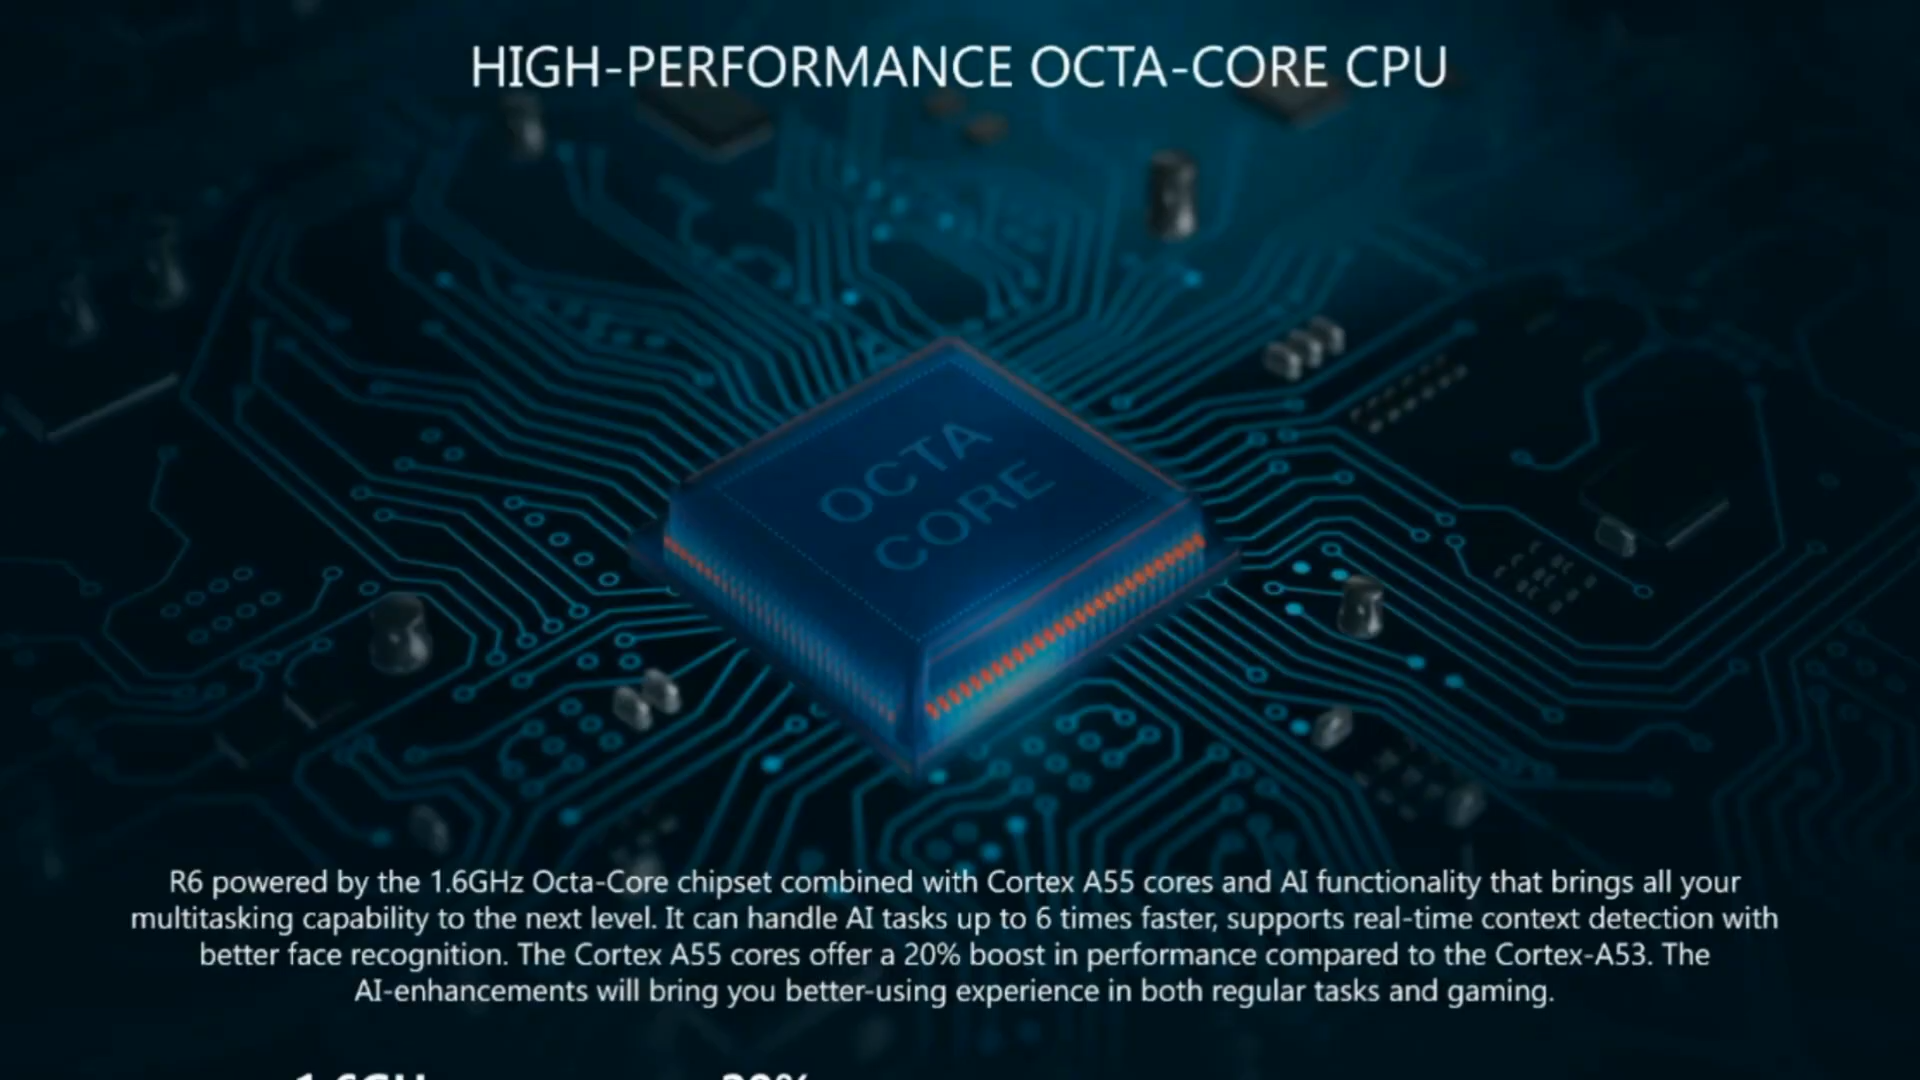 HIGH-PERFORMANCE OCTA-CORE CPU
OCTA
CORE
R6 powered by the 1.6GHz Octa-Core chipset combined with Cortex A55 cores and AI functionality that brings all your
multitasking capability to the next level. It can handle AI tasks up to 6 times faster, supports real-time context detection with
better face recognition. The Cortex A55 cores offer a 20% boost in performance compared to the Cortex-A53. The
AI-enhancements will bring you better-using experience in both regular tasks and gaming.